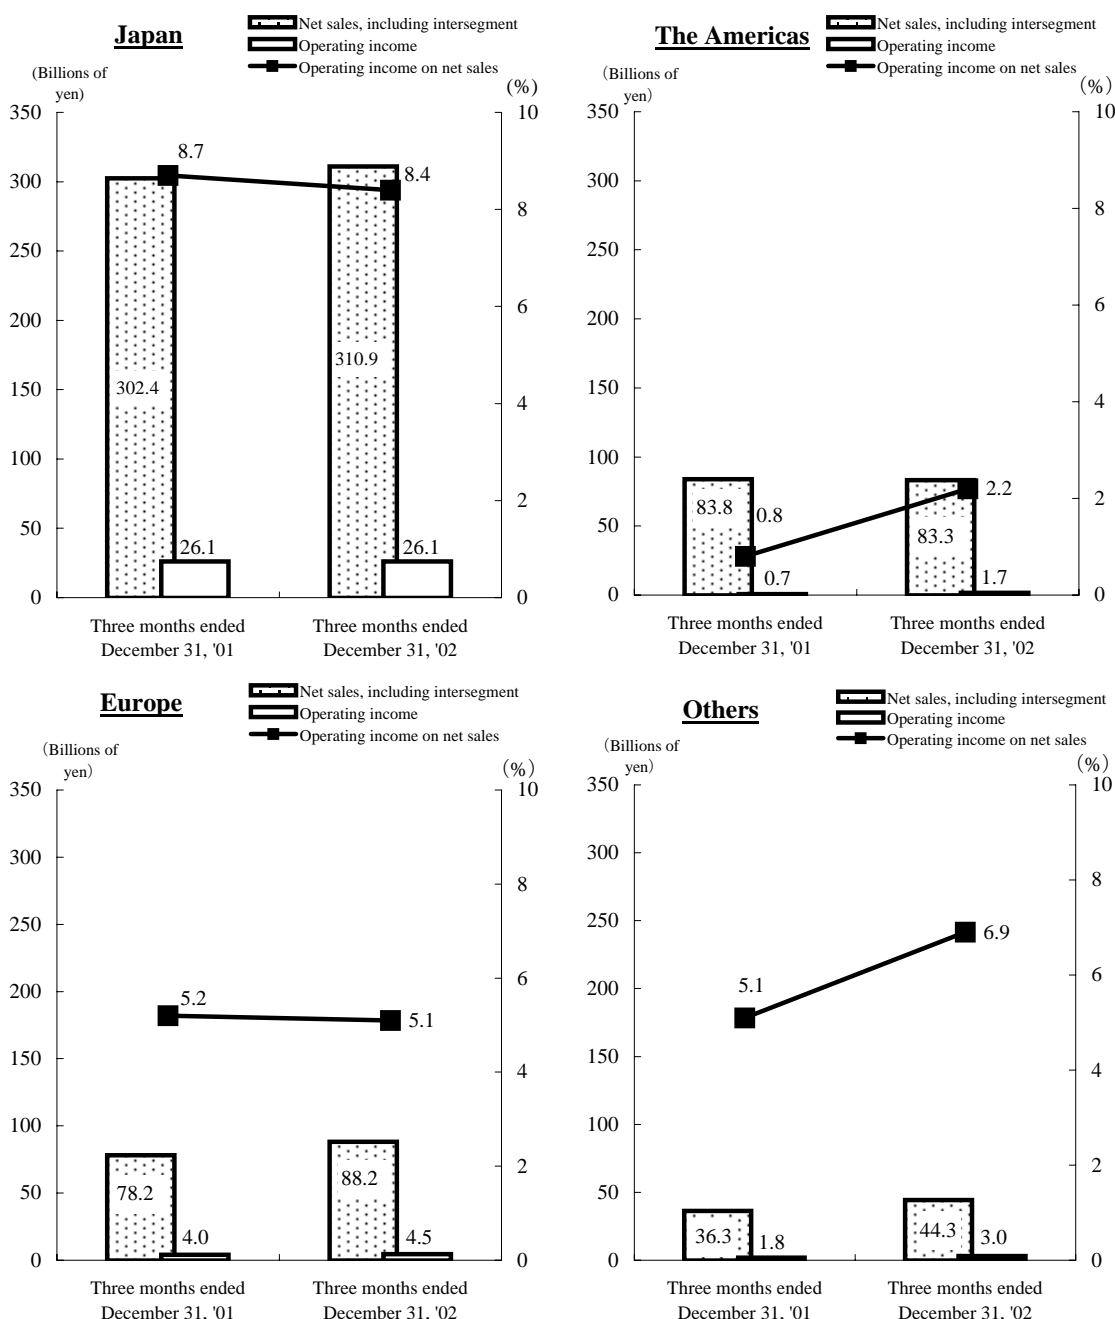 Japan
Net sales, including intersegment
Operating income
Operating income on net sales
(Billions of
yen)
(%)
350
300
250
200
150
100
50
0
10
8
6
4
2
0
8.7
8.4
302.4
310.9
26.1
26.1
Three months ended
December 31, '01
Three months ended
December 31, '02
The Americas
Net sales, including intersegment
Operating income
Operating income on net sales
(Billions of
yen)
(%)
350
300
250
200
150
100
50
0
10
8
6
4
2
0
83.8
0.8
0.7
83.3
2.2
1.7
Three months ended
December 31, '01
Three months ended
December 31, '02
Europe
Net sales, including intersegment
Operating income
Operating income on net sales
(Billions of
yen)
(%)
350
300
250
200
150
100
50
0
10
8
6
4
2
0
5.2
5.1
78.2
4.0
88.2
4.5
Three months ended
December 31, '01
Three months ended
December 31, '02
Others
Net sales, including intersegment
Operating income
Operating income on net sales
(Billions of
yen)
(%)
350
300
250
200
150
100
50
0
10
8
6
4
2
0
5.1
6.9
36.3
1.8
44.3
3.0
Three months ended
December 31, '01
Three months ended
December 31, '02